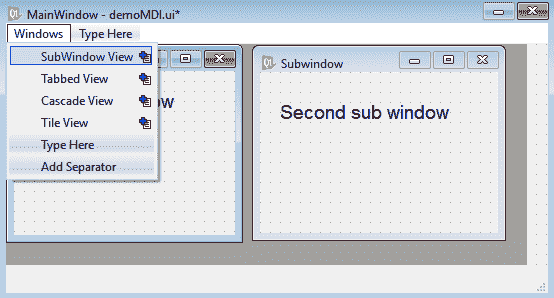 MainWindow - demoMDI.ui*
Windows Type Here
SubWindow View
Tabbed View
Cascade View
Tile View
Type Here
Add Separator
ow
Subwindow
Second sub window